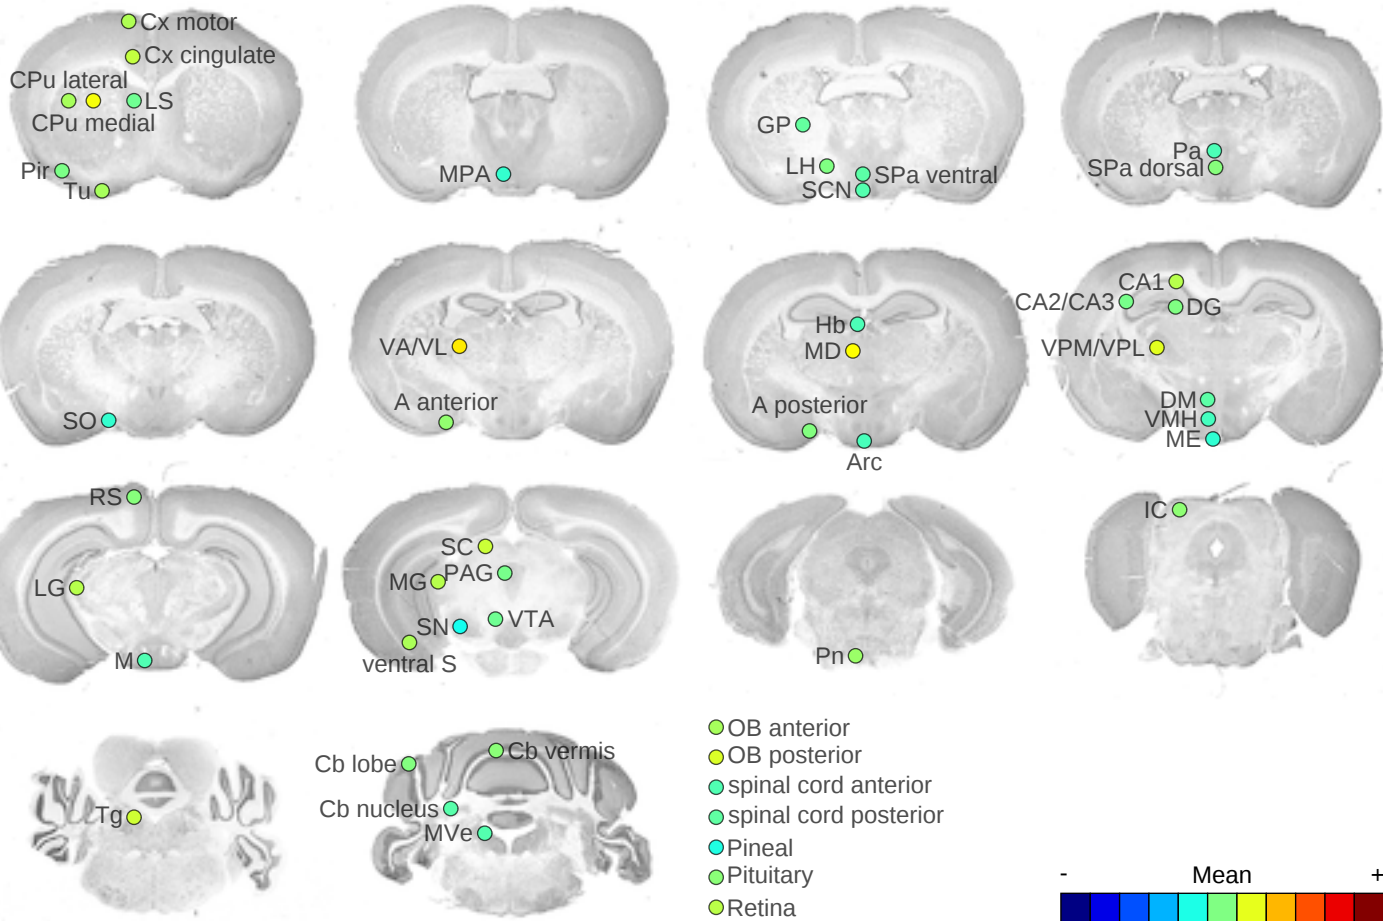 Cx motor
Cx cingulate
CPu lateral
LS
CPu medial
Pir
Tu
MPA
GP
LH
SPa ventral
SCN
Pa
SPa dorsal
SO
VA/VL
A anterior
Hb
MD
A posterior
Arc
CA1
CA2/CA3
DG
VPM/VPL
DM
VMH
ME
RS
LG
M
SC
MG
PAG
SN
VTA
ventral S
Pn
IC
Tg
Cb lobe
Cb vermis
Cb nucleus
MVe
OB anterior
OB posterior
spinal cord anterior
spinal cord posterior
Pineal
Pituitary
Retina
- Mean +